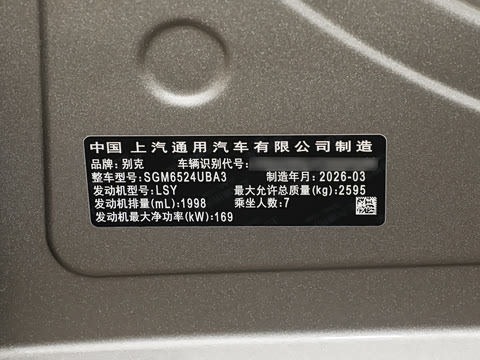 中国 上汽通用汽车有限公司制造
品牌: 别克 车辆识别代号:
整车型号: SGM6524UBA3 制造年月: 2026-03
发动机型号: LSY 最大允许总质量(kg): 2595
发动机排量(mL): 1998 乘坐人数: 7
发动机最大净功率(kW): 169